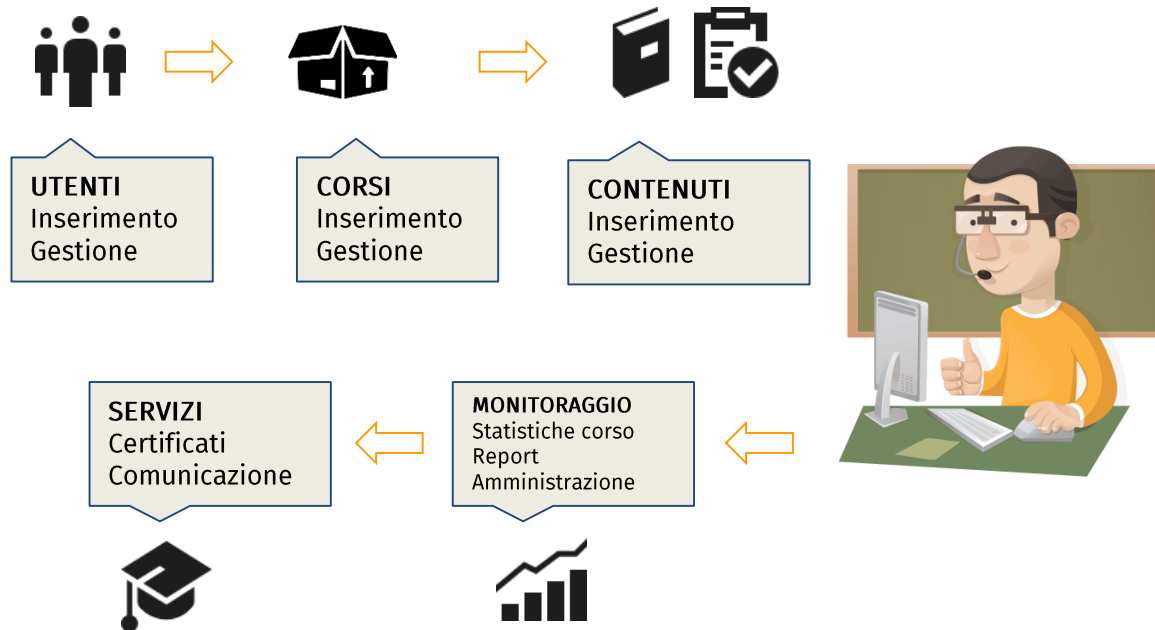 UTENTI
Inserimento
Gestione
CORSI
Inserimento
Gestione
CONTENUTI
Inserimento
Gestione
SERVIZI
Certificati
Comunicazione
MONITORAGGIO
Statistiche corso
Report
Amministrazione